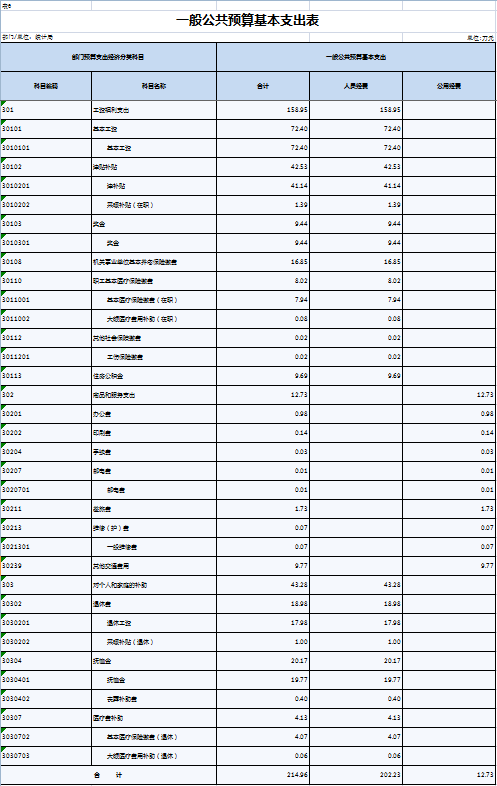 表6
一般公共预算基本支出表
部门/单位：统计局 单位:万元
部门预算支出经济分类科目 一般公共预算基本支出
科目编码 科目名称 合计 人员经费 公用经费
301 工资福利支出 158.95 158.95
30101 基本工资 72.40 72.40
3010101 基本工资 72.40 72.40
30102 津贴补贴 42.53 42.53
3010201 津补贴 41.14 41.14
3010202 采暖补贴（在职） 1.39 1.39
30103 奖金 9.44 9.44
3010301 奖金 9.44 9.44
30108 机关事业单位基本养老保险缴费 16.85 16.85
30110 职工基本医疗保险缴费 8.02 8.02
3011001 基本医疗保险缴费（在职） 7.94 7.94
3011002 大额医疗费用补助（在职） 0.08 0.08
30112 其他社会保障缴费 0.02 0.02
3011201 工伤保险缴费 0.02 0.02
30113 住房公积金 9.69 9.69
302 商品和服务支出 12.73 12.73
30201 办公费 0.98 0.98
30202 印刷费 0.14 0.14
30204 手续费 0.03 0.03
30207 邮电费 0.01 0.01
3020701 邮电费 0.01 0.01
30211 差旅费 1.73 1.73
30213 维修（护）费 0.07 0.07
3021301 一般维修费 0.07 0.07
30239 其他交通费用 9.77 9.77
303 对个人和家庭的补助 43.28 43.28
30302 退休费 18.98 18.98
3030201 退休工资 17.98 17.98
3030202 采暖补贴（退休） 1.00 1.00
30304 抚恤金 20.17 20.17
3030401 抚恤金 19.77 19.77
3030402 丧葬补助费 0.40 0.40
30307 医疗费补助 4.13 4.13
3030702 基本医疗保险缴费（退休） 4.07 4.07
3030703 大额医疗费用补助（退休） 0.06 0.06
合 计 214.96 202.23 12.73